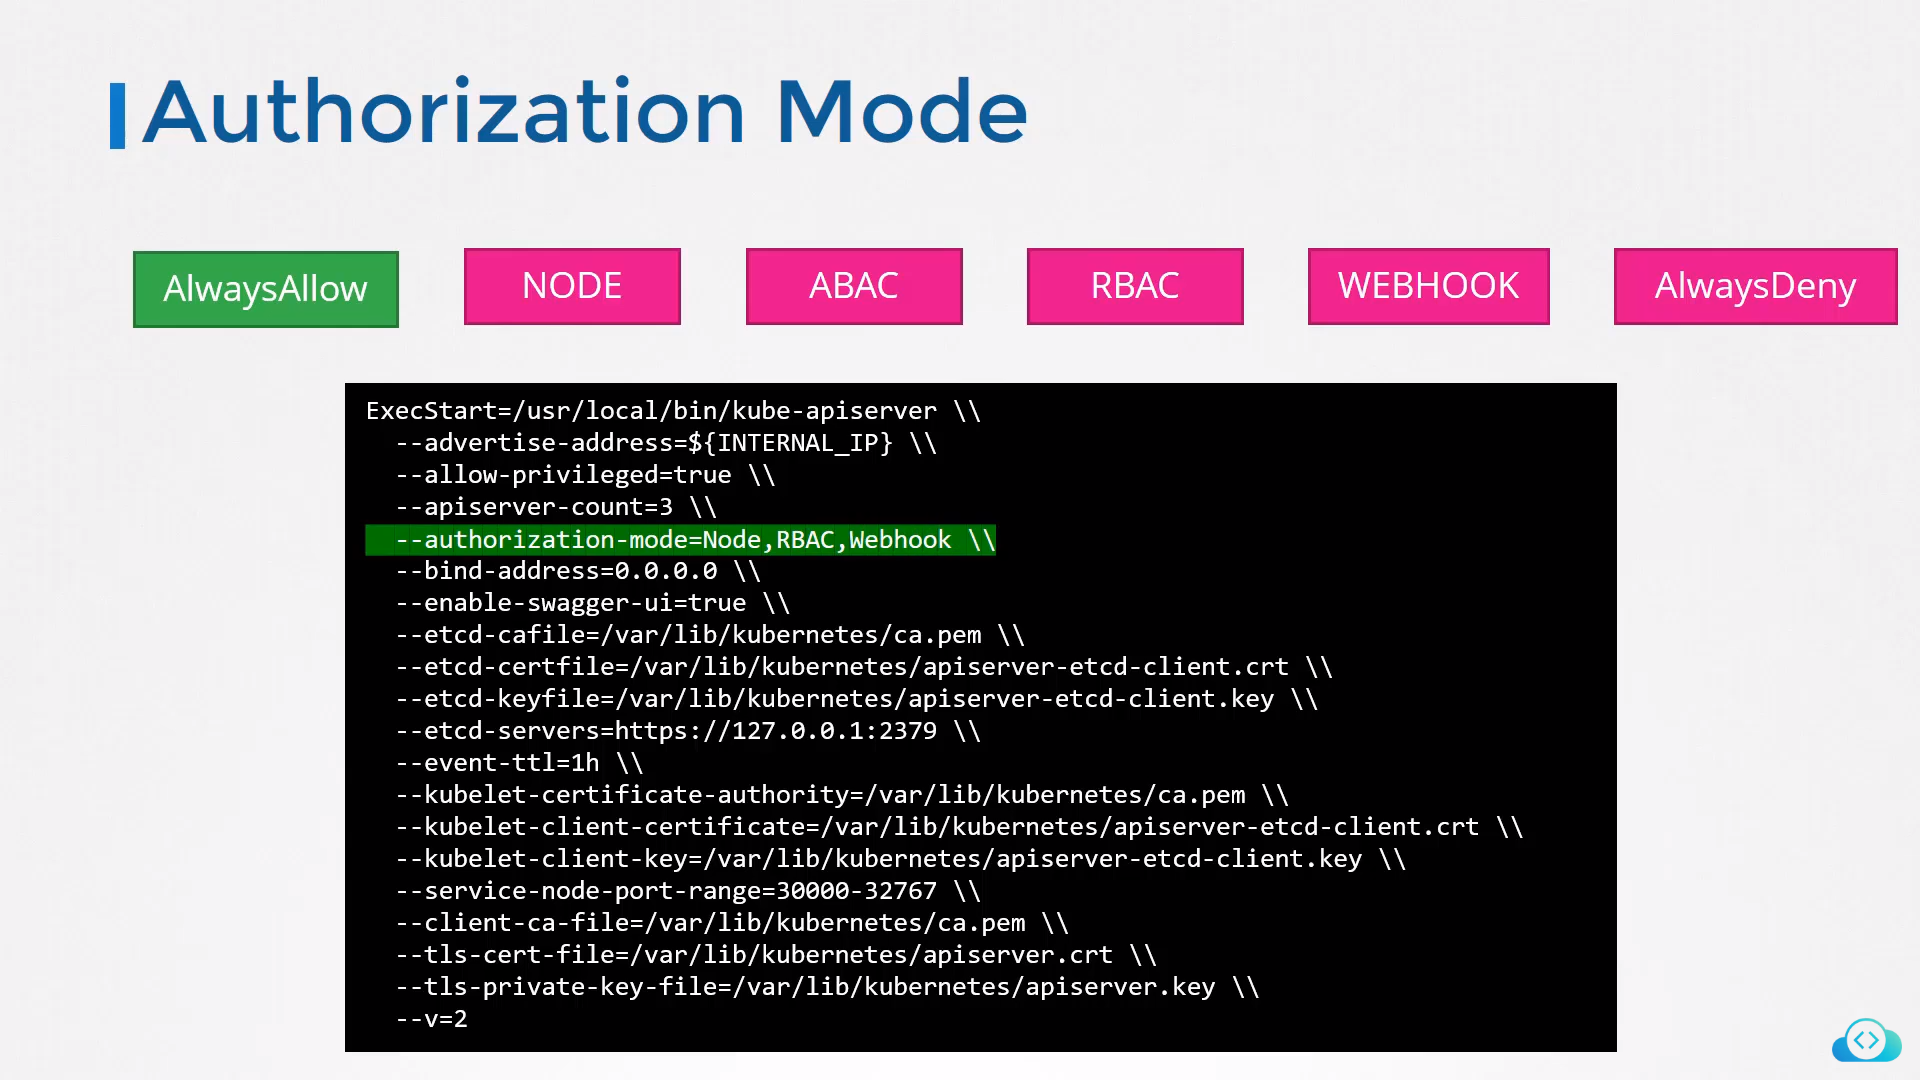 Authorization Mode
AlwaysAllow
NODE
ABAC
RBAC
WEBHOOK
AlwaysDeny
ExecStart=/usr/local/bin/kube-apiserver \\
--advertise-address=${INTERNAL_IP} \\
--allow-privileged=true \\
--apiserver-count=3 \\
--authorization-mode=Node,RBAC,Webhook \\
--bind-address=0.0.0.0 \\
--enable-swagger-ui=true \\
--etcd-cafile=/var/lib/kubernetes/ca.pem \\
--etcd-certfile=/var/lib/kubernetes/apiserver-etcd-client.crt \\
--etcd-keyfile=/var/lib/kubernetes/apiserver-etcd-client.key \\
--etcd-servers=https://127.0.0.1:2379 \\
--event-ttl=1h \\
--kubelet-certificate-authority=/var/lib/kubernetes/ca.pem \\
--kubelet-client-certificate=/var/lib/kubernetes/apiserver-etcd-client.crt \\
--kubelet-client-key=/var/lib/kubernetes/apiserver-etcd-client.key \\
--service-node-port-range=30000-32767 \\
--client-ca-file=/var/lib/kubernetes/ca.pem \\
--tls-cert-file=/var/lib/kubernetes/apiserver.crt \\
--tls-private-key-file=/var/lib/kubernetes/apiserver.key \\
--v=2